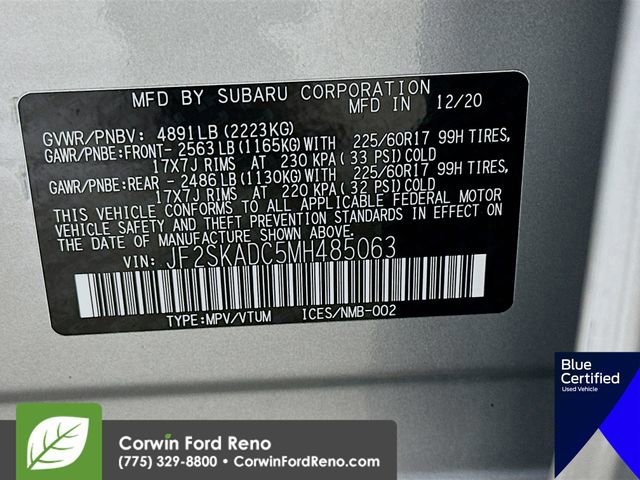 MFD BY SUBARU CORPORATION
MFD IN 12/20
GVWR/PNBV: 4891LB(2223KG)
GAWR/PNBE:FRONT- 2563LB(1165KG)WITH 225/60R17 99H TIRES,
17X7J RIMS AT 230 KPA(33 PSI)COLD
GAWR/PNBE:REAR - 2486LB(1130KG)WITH 225/60R17 99H TIRES,
17X7J RIMS AT 220 KPA(32 PSI)COLD
THIS VEHICLE CONFORMS TO ALL APPLICABLE FEDERAL MOTOR
VEHICLE SAFETY AND THEFT PREVENTION STANDARDS IN EFFECT ON
THE DATE OF MANUFACTURE SHOWN ABOVE.
VIN: JF2SKADC5MH485063
TYPE:MPV/VTUM ICES/NMB-002
Blue
Certified
Used Vehicle
Corwin Ford Reno
(775) 329-8800 • CorwinFordReno.com